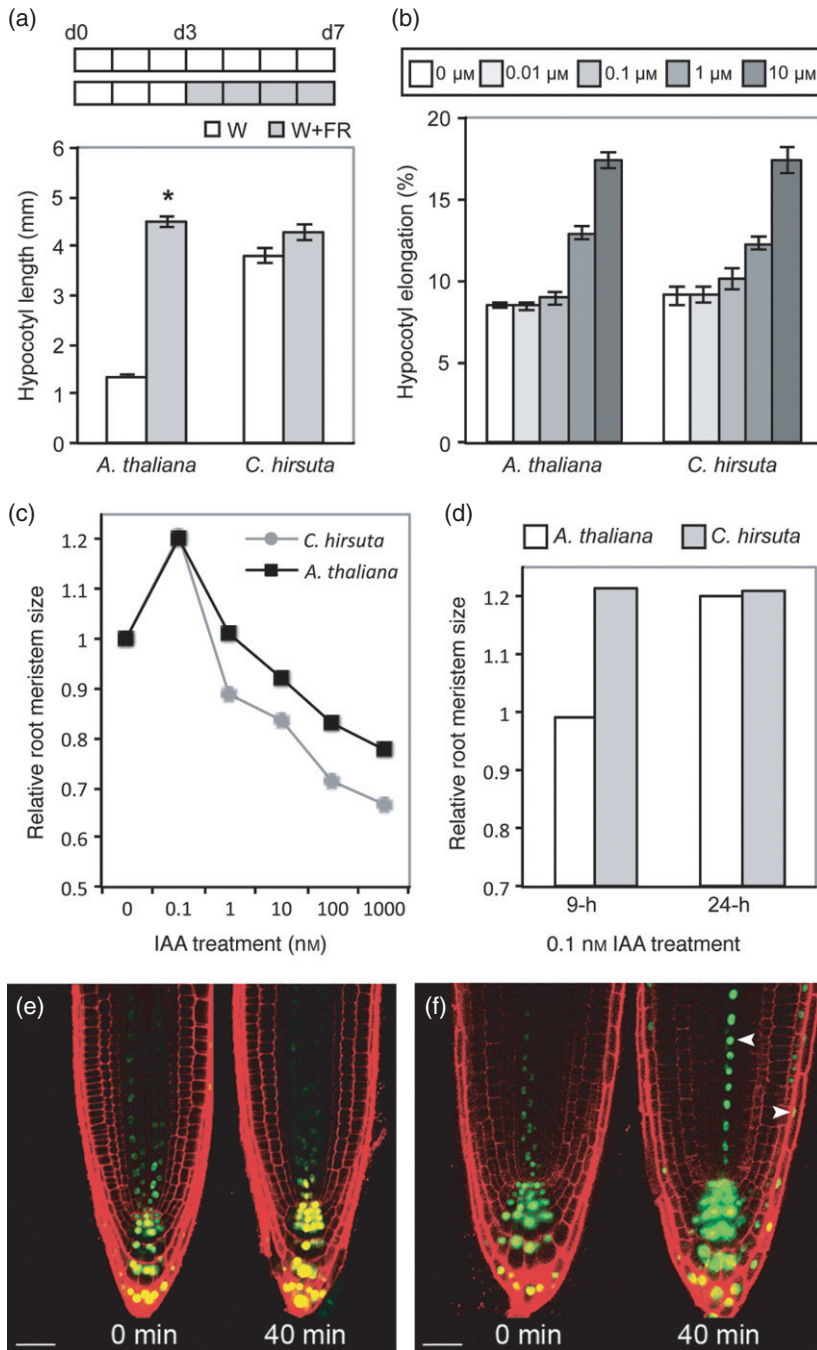 (a)
d0 d3 d7
W W+FR
Hypocotyl length (mm)
6
5
4
3
2
1
0
*
A. thaliana C. hirsuta
(b)
0 μM 0.01 μM 0.1 μM 1 μM 10 μM
Hypocotyl elongation (%)
20
15
10
5
0
A. thaliana C. hirsuta
(c)
C. hirsuta
A. thaliana
Relative root meristem size
1.2
1.1
1
0.9
0.8
0.7
0.6
0.5
0 0.1 1 10 100 1000
IAA treatment (nM)
(d)
A. thaliana C. hirsuta
Relative root meristem size
1.2
1.1
1
0.9
0.8
0.7
9-h 24-h
0.1 nM IAA treatment
(e)
0 min 40 min
(f)
0 min 40 min